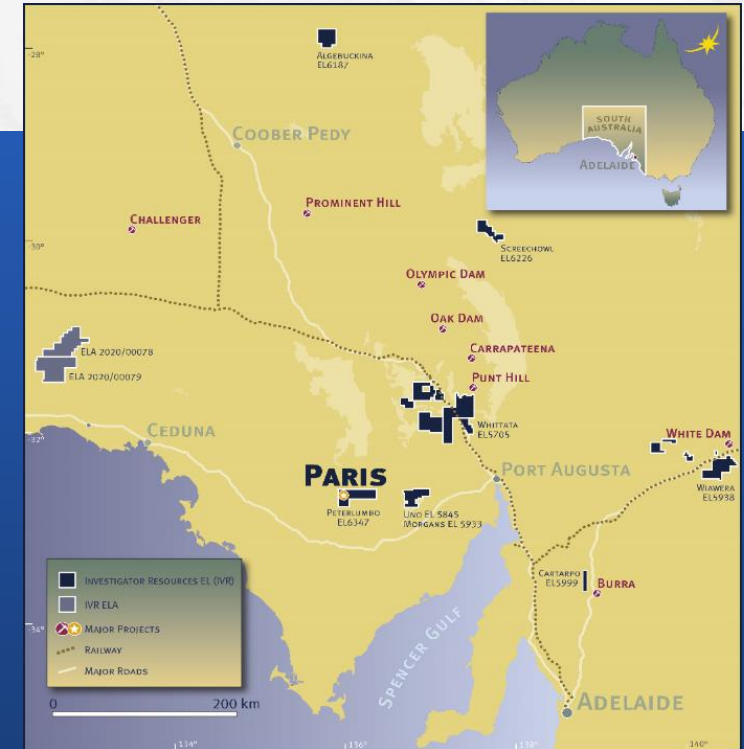 -28°
ALGEBUCKINA
EL6187
COOBER PEDY
SOUTH
AUSTRALIA
ADELAIDE
CHALLENGER
PROMINENT HILL
-30°
SCREECHOWL
EL6226
OLYMPIC DAM
OAK DAM
CARRAPATEENA
PUNT HILL
ELA 2020/00078
ELA 2020/00079
-32°
CEDUNA
WHITTATA
EL5705
WHITE DAM
PARIS
PORT AUGUSTA
PETERLUMBO
EL6347
UNO EL 5845
MORGANS EL 5933
WIAWERA
EL5938
CARTARPO
EL5999
BURRA
INVESTIGATOR RESOURCES EL (IVR)
IVR ELA
MAJOR PROJECTS
RAILWAY
MAJOR ROADS
-34°
SPENCER GULF
0 200 km
ADELAIDE
134°
136°
138°
140°